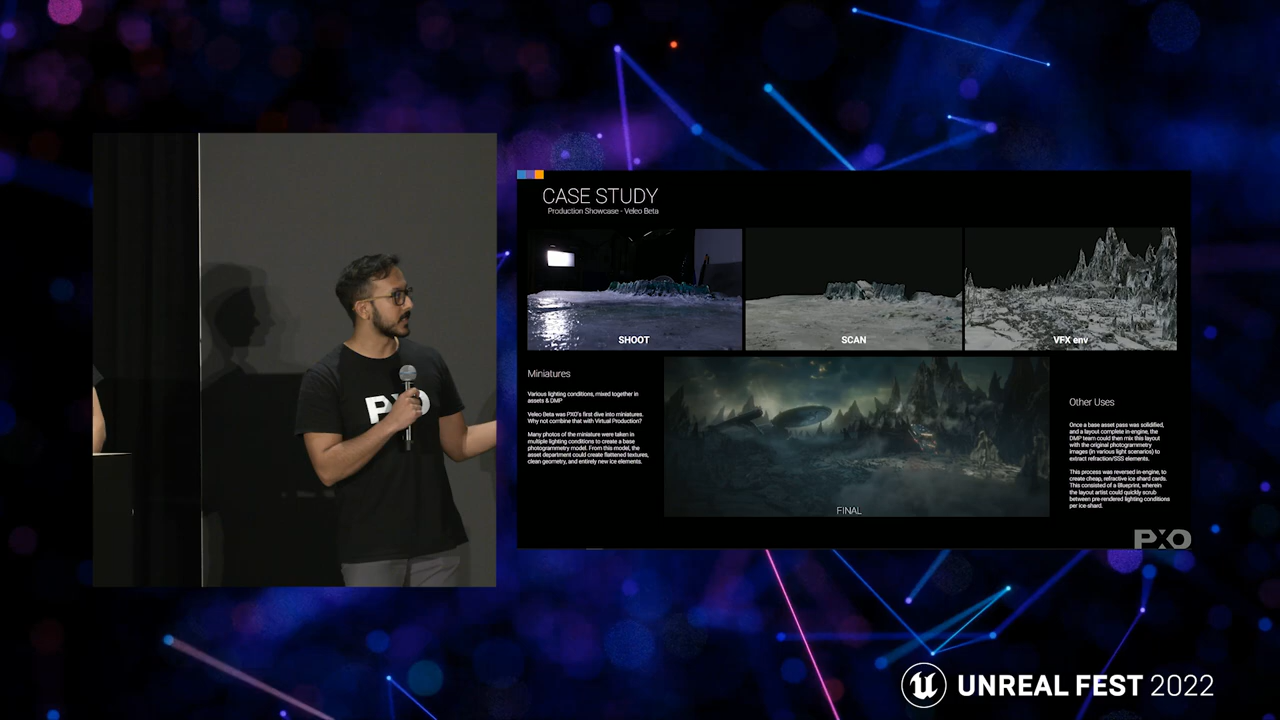 CASE STUDY
Production Showcase - Veleo Beta
SHOOT
SCAN
VFX env
Miniatures
Various lighting conditions, mixed together in
assets & DMP
Veleo Beta was PXO's first dive into miniatures.
Why not combine that with Virtual Production?
Many photos of the miniature were taken in
multiple lighting conditions to create a base
photogrammetry model. From this model, the
asset department could create flattened textures,
clean geometry, and entirely new ice elements.
FINAL
Other Uses
Once a base asset pass was solidified,
and a layout complete in-engine, the
DMP team could then mix this layout
with the original photogrammetry
images (in various light scenarios) to
extract refraction/SSS elements.
This process was reversed in-engine, to
create cheap, refractive ice shard cards.
This consisted of a Blueprint, wherein
the layout artist could quickly scrub
between pre-rendered lighting conditions
per ice shard.
PXO
PXO
UNREAL FEST 2022